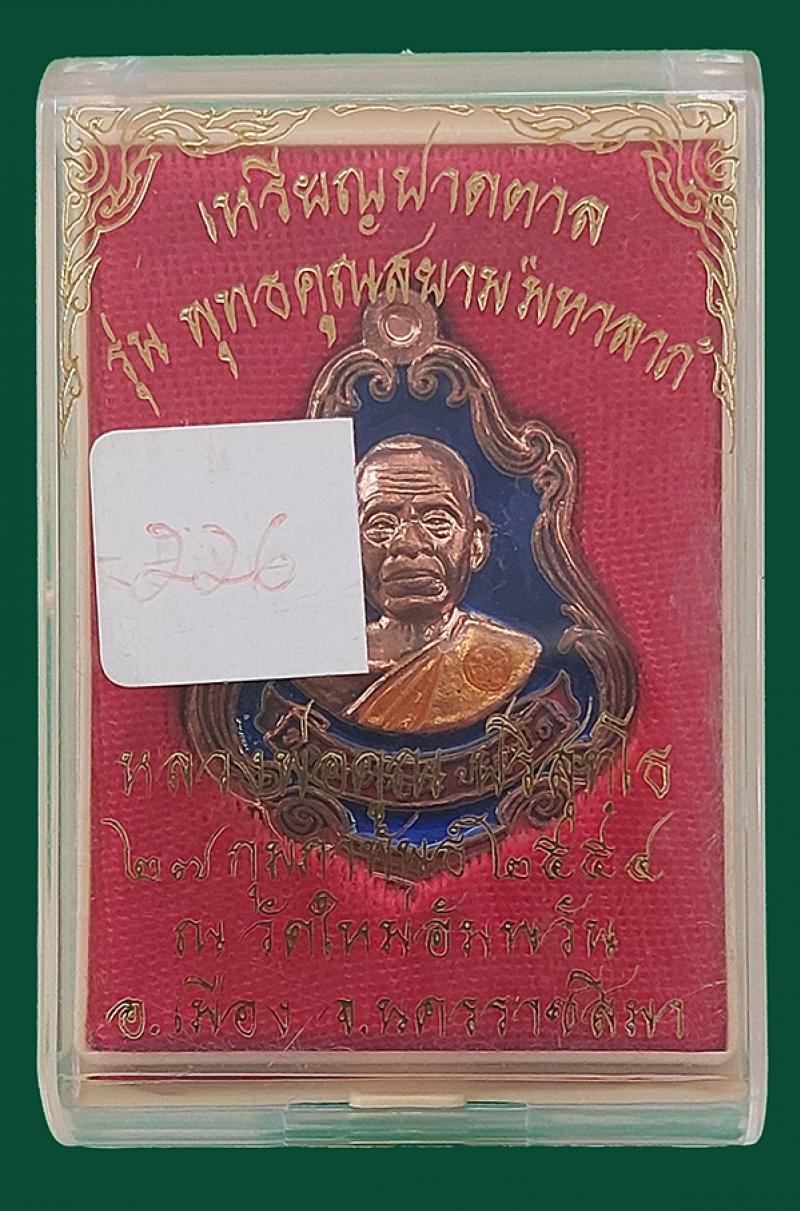 เหรียญปาดตาล
รุ่น พุทธคุณสยามมหาลาภ
226
หลวงพ่อคูณ ปริสุทฺโธ
๒๗ กุมภาพันธ์ ๒๕๕๔
ณ. วัดใหม่อัมพวัน
อ.เมือง จ.นครราชสีมา